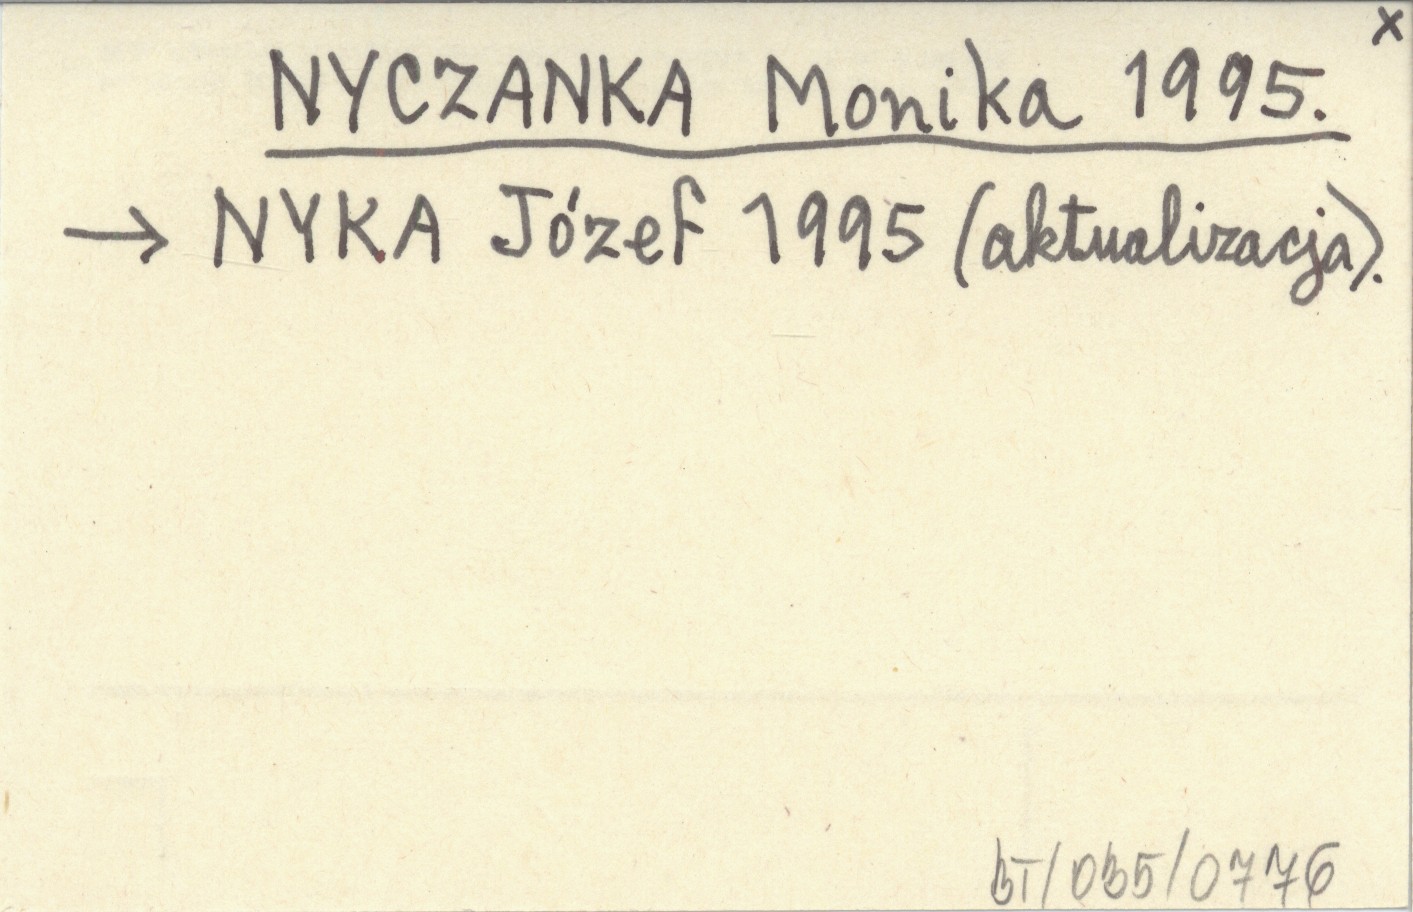 x
NYCZANKA Monika 1995.
→ NYKA Józef 1995 (aktualizacja).
BT/035/0776